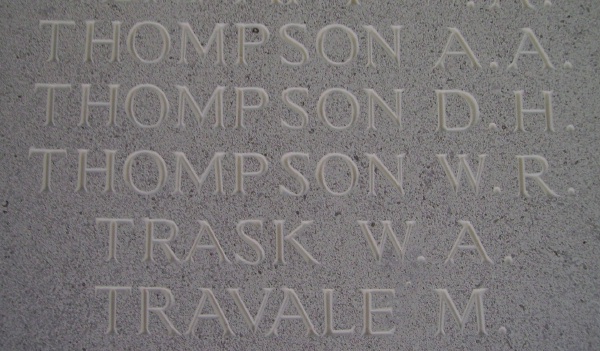 THOMPSON A.A.
THOMPSON D.H.
THOMPSON W.R.
TRASK W.A.
TRAVALE M.